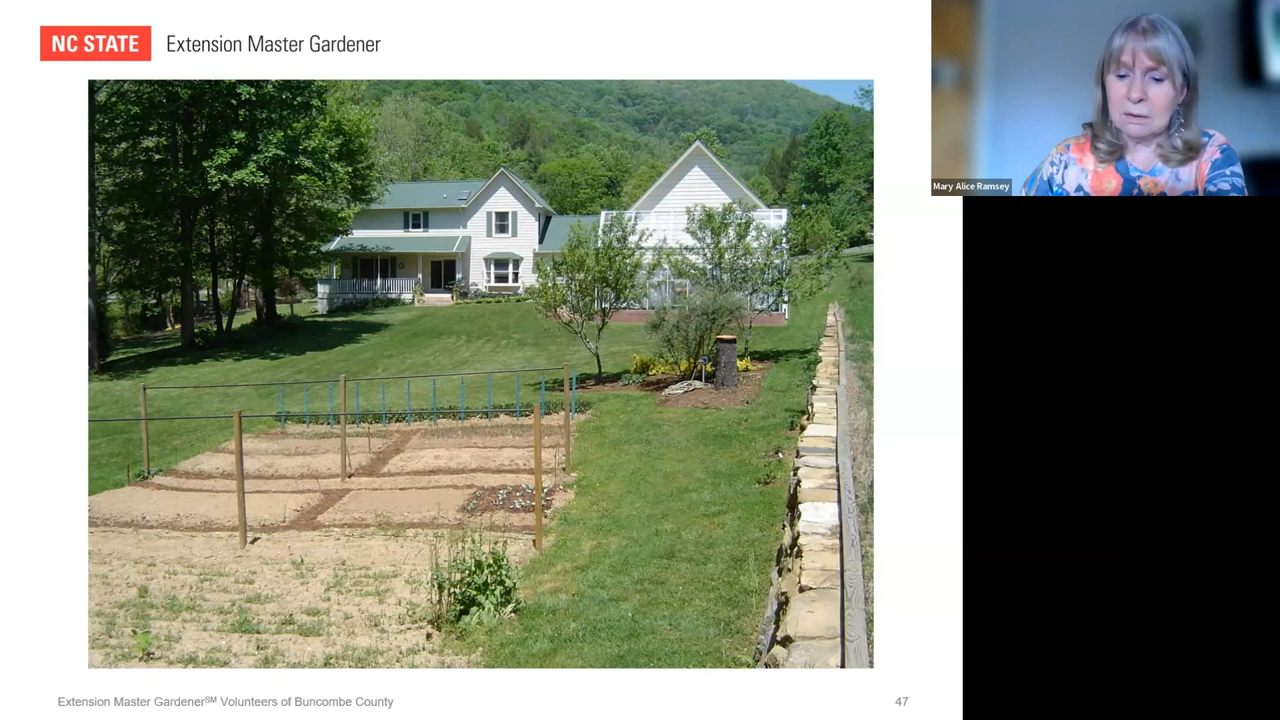 NC STATE Extension Master Gardener
Mary Alice Ramsey
Extension Master Gardener℠ Volunteers of Buncombe County 47